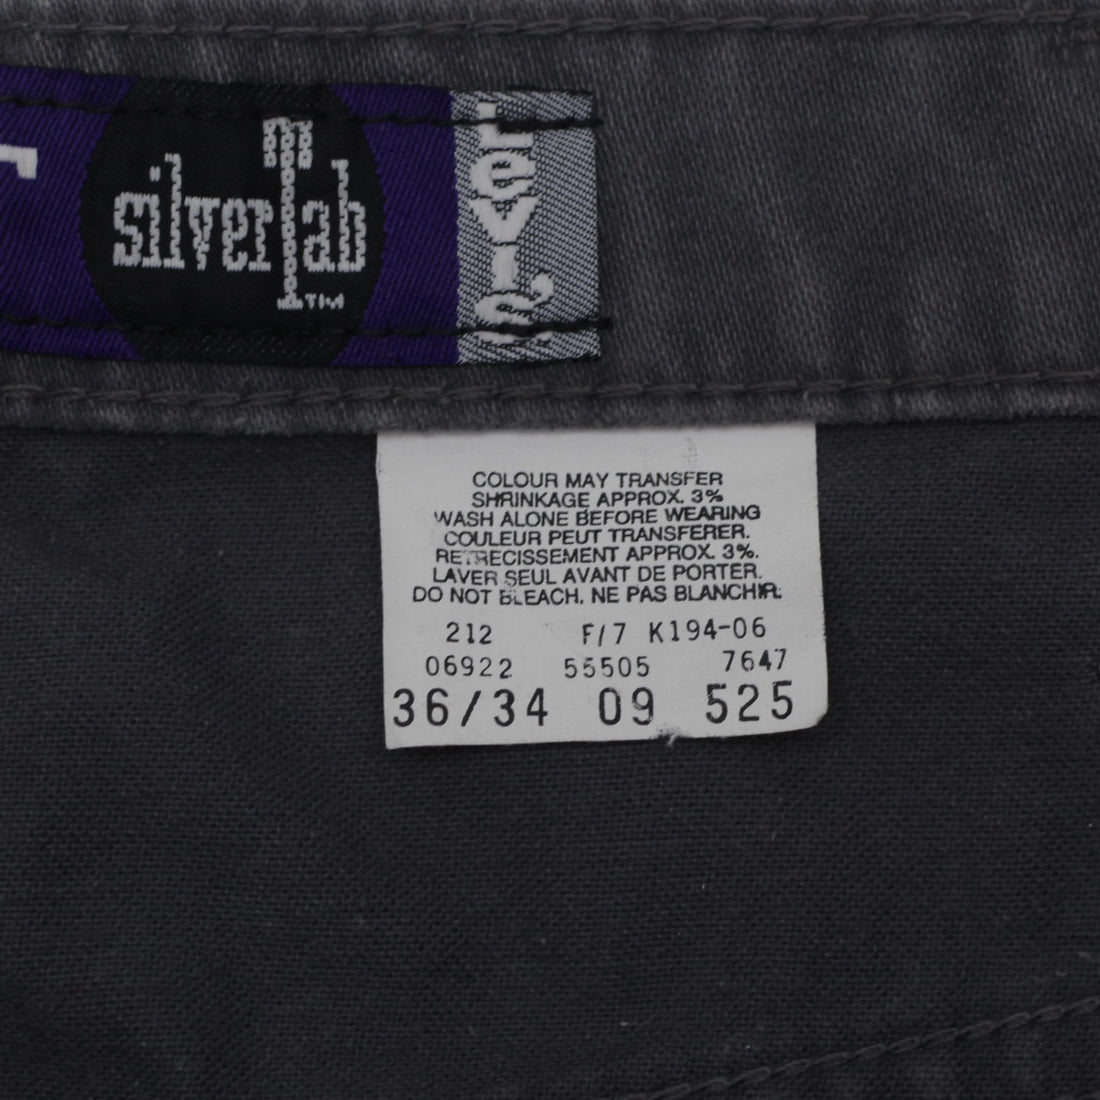 silverTab
TM
Levi's
COLOUR MAY TRANSFER
SHRINKAGE APPROX. 3%
WASH ALONE BEFORE WEARING
COULEUR PEUT TRANSFERER.
RETRECISSEMENT APPROX. 3%.
LAVER SEUL AVANT DE PORTER.
DO NOT BLEACH. NE PAS BLANCHIR.
212 F/7 K194-06
06922 55505 7647
36/34 09 525